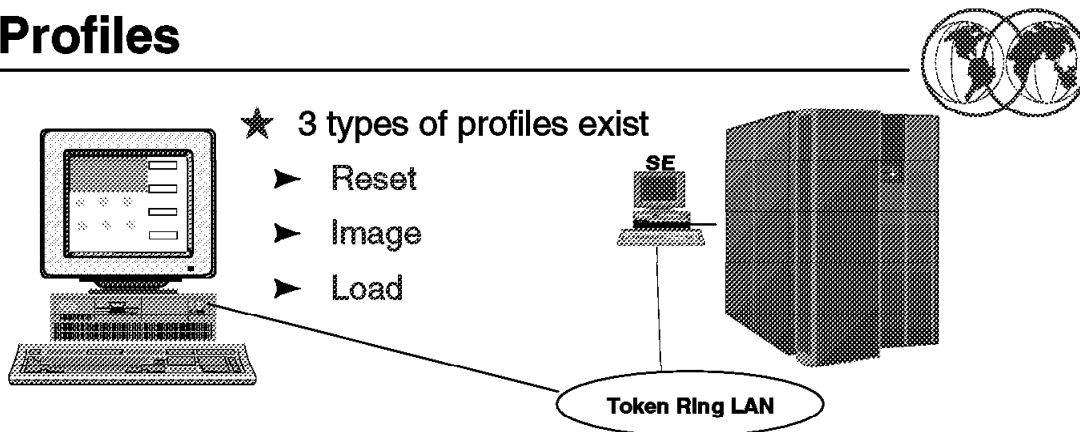 Profiles
3 types of profiles exist
Reset
Image
Load
SE
Token Ring LAN